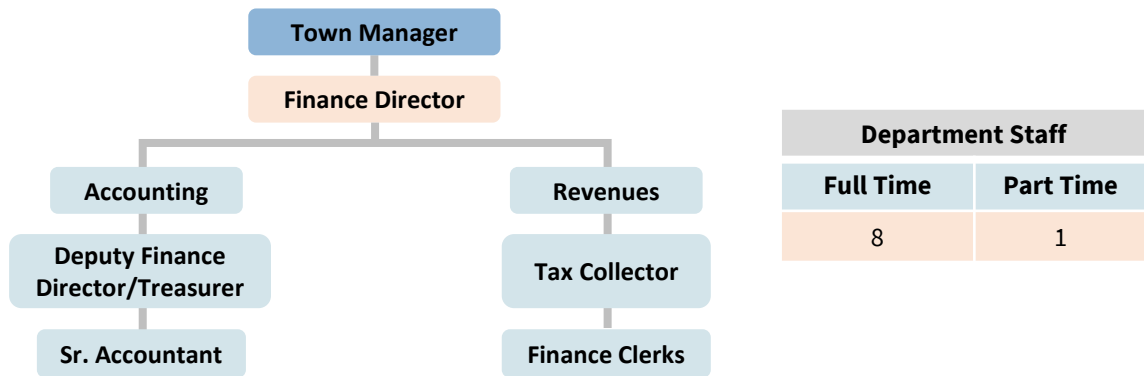 Town Manager
Finance Director
Accounting
Deputy Finance
Director/Treasurer
Sr. Accountant
Revenues
Tax Collector
Finance Clerks
Department Staff
Full Time Part Time
8 1